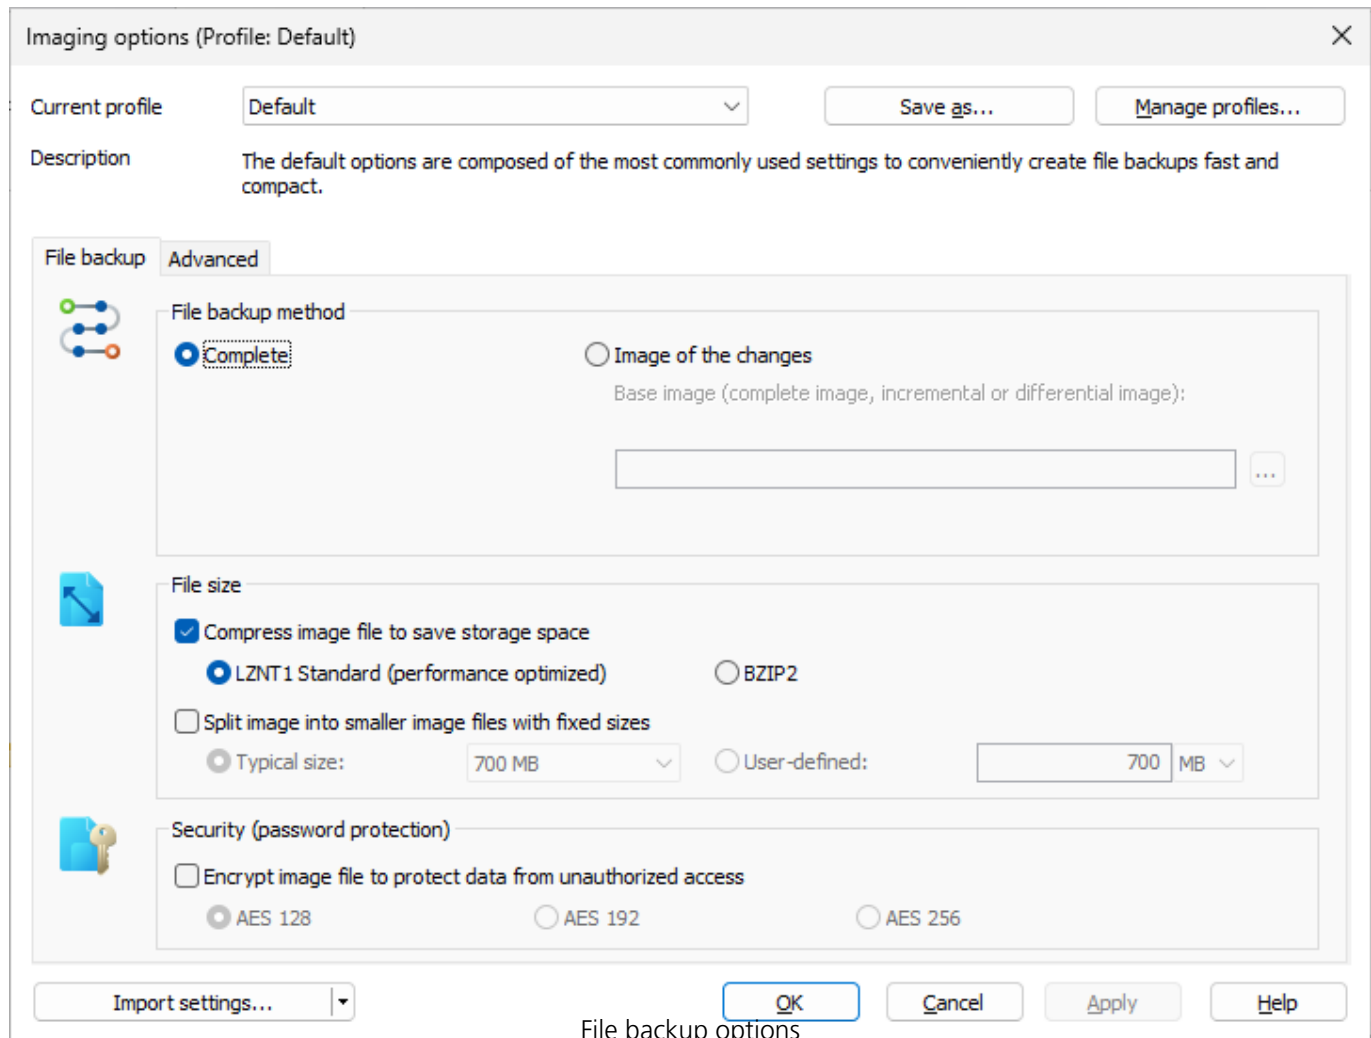 Imaging options (Profile: Default)
Current profile Default Save as... Manage profiles...
Description The default options are composed of the most commonly used settings to conveniently create file backups fast and
compact.
File backup Advanced
File backup method
Complete Image of the changes
Base image (complete image, incremental or differential image):
...
File size
Compress image file to save storage space
LZNT1 Standard (performance optimized) BZIP2
Split image into smaller image files with fixed sizes
Typical size: 700 MB User-defined: 700 MB
Security (password protection)
Encrypt image file to protect data from unauthorized access
AES 128 AES 192 AES 256
Import settings... OK Cancel Apply Help
File backup options